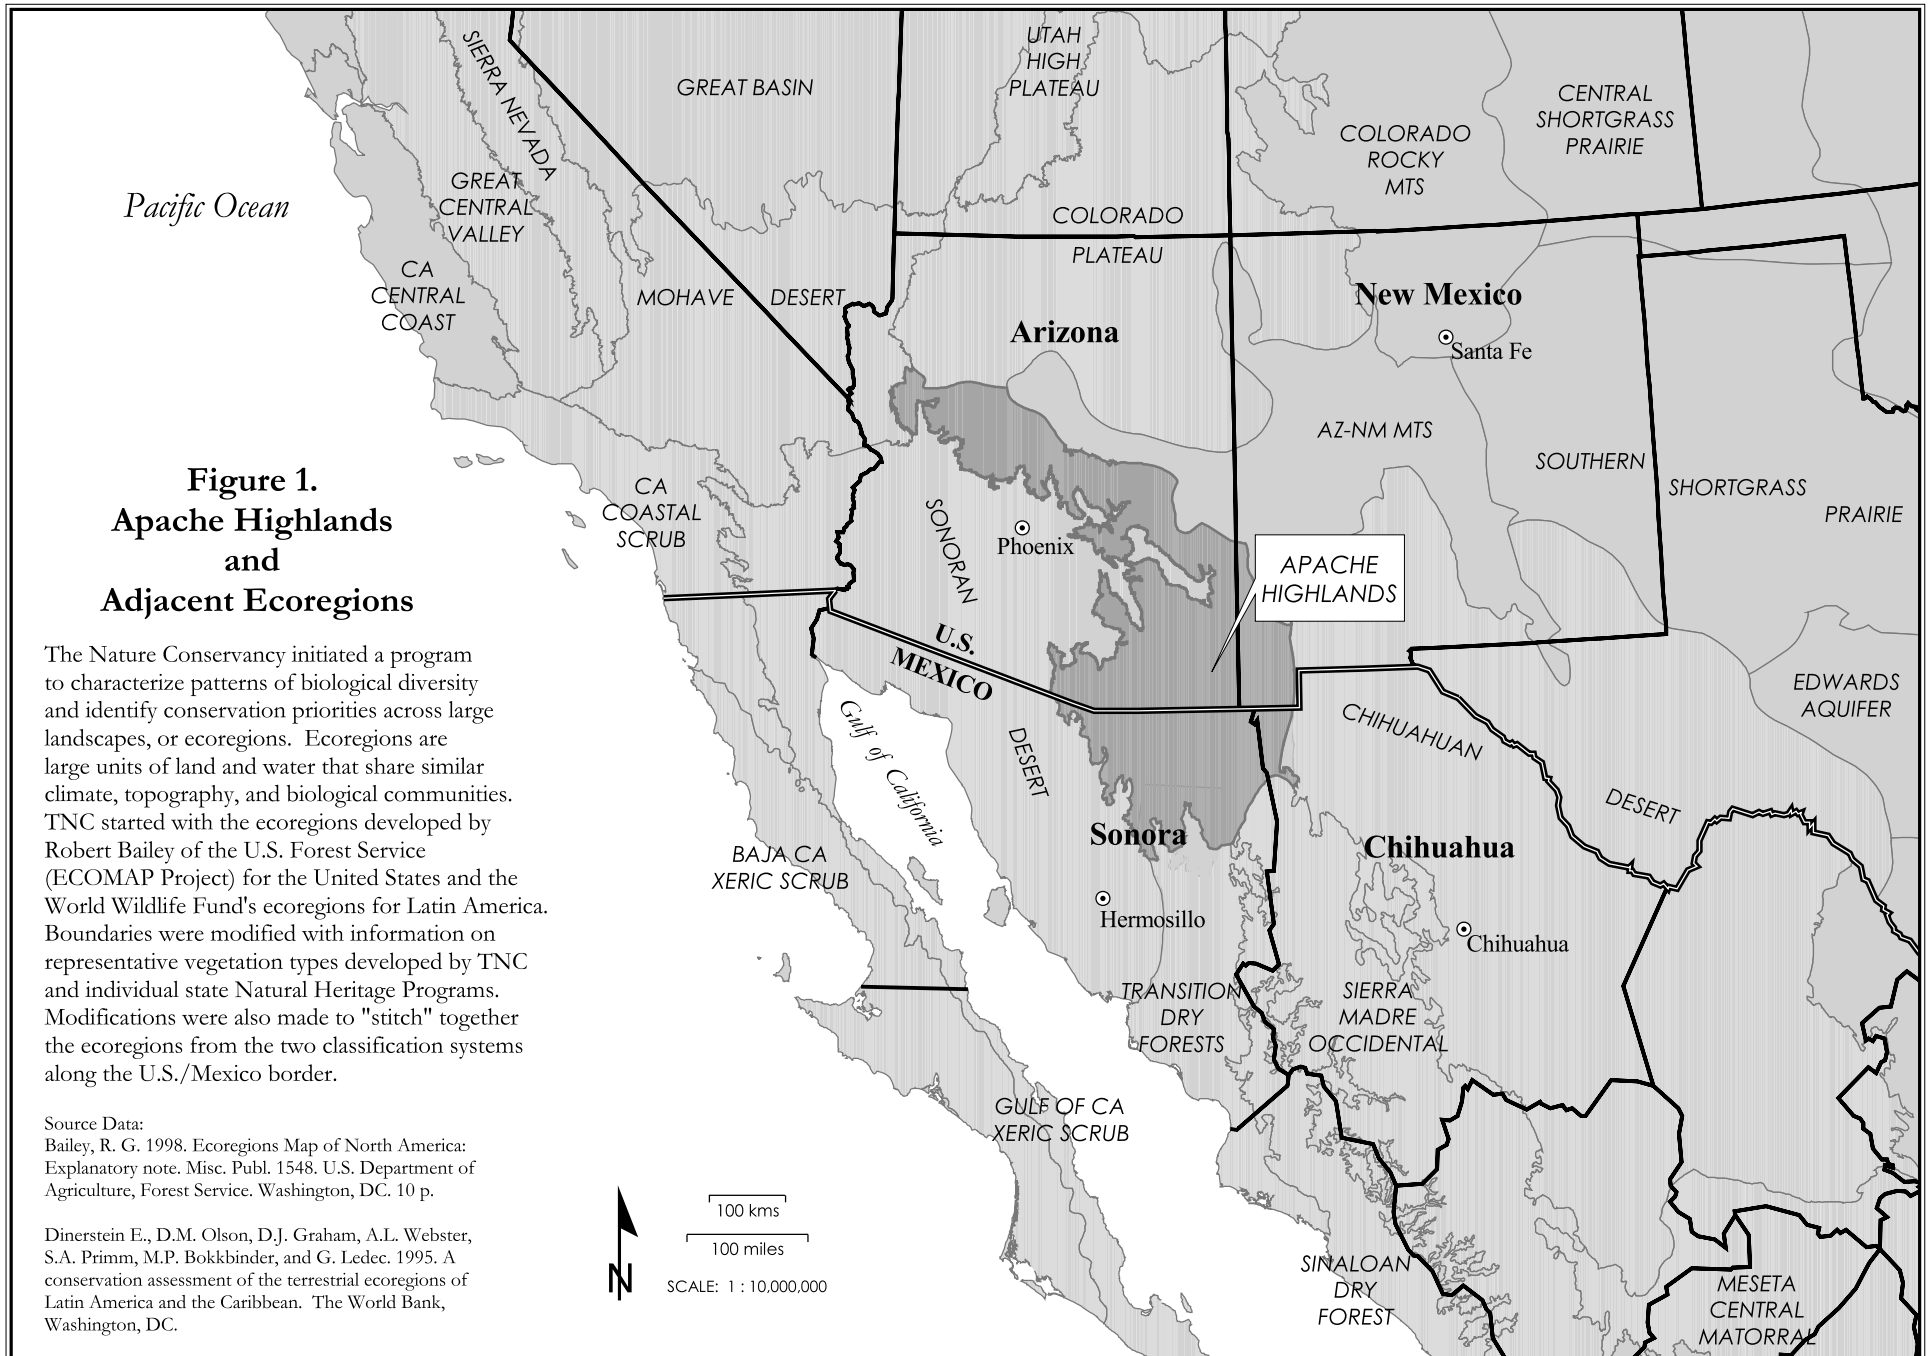 SIERRA NEVADA
GREAT BASIN
UTAH
HIGH
PLATEAU
CENTRAL
SHORTGRASS
PRAIRIE
COLORADO
ROCKY
MTS
Pacific Ocean
GREAT
CENTRAL
VALLEY
COLORADO
PLATEAU
CA
CENTRAL
COAST
MOHAVE DESERT
New Mexico
Arizona
Santa Fe
AZ-NM MTS
SOUTHERN
SHORTGRASS
PRAIRIE
Figure 1.
Apache Highlands
and
Adjacent Ecoregions
CA
COASTAL
SCRUB
SONORAN
Phoenix
APACHE
HIGHLANDS
U.S.
MEXICO
The Nature Conservancy initiated a program
to characterize patterns of biological diversity
and identify conservation priorities across large
landscapes, or ecoregions. Ecoregions are
large units of land and water that share similar
climate, topography, and biological communities.
TNC started with the ecoregions developed by
Robert Bailey of the U.S. Forest Service
(ECOMAP Project) for the United States and the
World Wildlife Fund's ecoregions for Latin America.
Boundaries were modified with information on
representative vegetation types developed by TNC
and individual state Natural Heritage Programs.
Modifications were also made to "stitch" together
the ecoregions from the two classification systems
along the U.S./Mexico border.
EDWARDS
AQUIFER
Gulf of California
DESERT
CHIHUAHUAN
DESERT
Sonora
Chihuahua
BAJA CA
XERIC SCRUB
Hermosillo
Chihuahua
TRANSITION
DRY
FORESTS
SIERRA
MADRE
OCCIDENTAL
GULF OF CA
XERIC SCRUB
Source Data:
Bailey, R. G. 1998. Ecoregions Map of North America:
Explanatory note. Misc. Publ. 1548. U.S. Department of
Agriculture, Forest Service. Washington, DC. 10 p.
Dinerstein E., D.M. Olson, D.J. Graham, A.L. Webster,
S.A. Primm, M.P. Bokkbinder, and G. Ledec. 1995. A
conservation assessment of the terrestrial ecoregions of
Latin America and the Caribbean. The World Bank,
Washington, DC.
N
100 kms
100 miles
SCALE: 1 : 10,000,000
SINALOAN
DRY
FOREST
MESETA
CENTRAL
MATORRAL